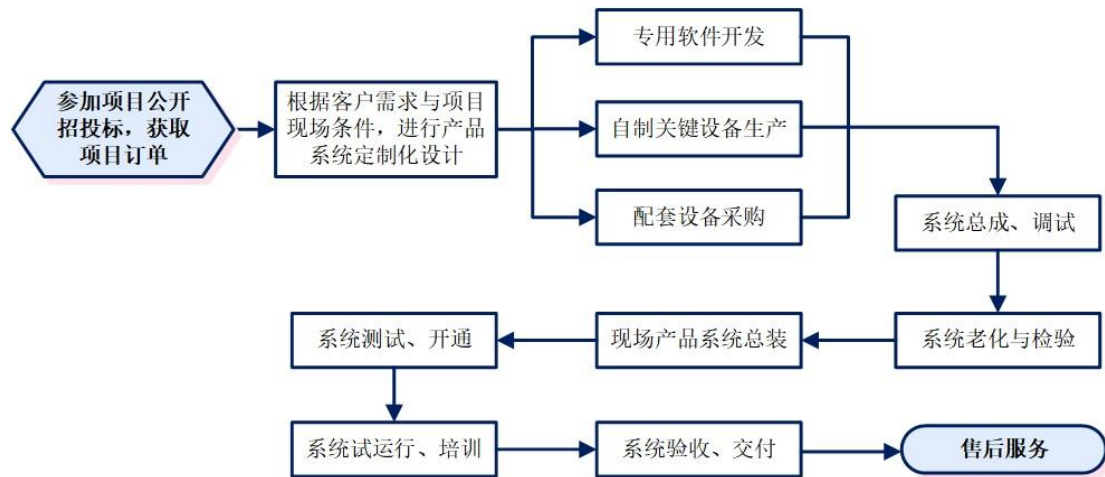 参加项目公开
招投标，获取
项目订单
根据客户需求与项目
现场条件，进行产品
系统定制化设计
专用软件开发
自制关键设备生产
配套设备采购
系统总成、调试
系统老化与检验
现场产品系统总装
系统测试、开通
系统试运行、培训
系统验收、交付
售后服务